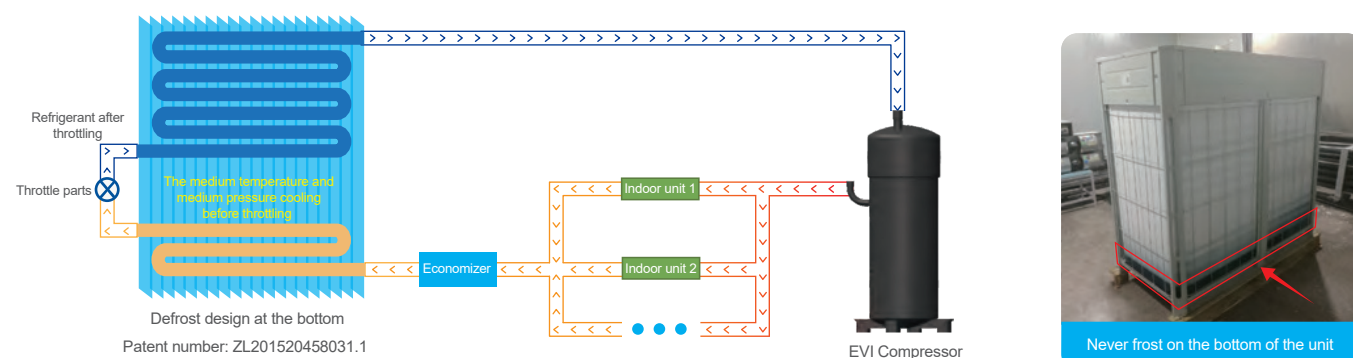 Refrigerant after
throttling
Throttle parts
The medium temperature and
medium pressure cooling
before throttling
Economizer
Indoor unit 1
Indoor unit 2
Defrost design at the bottom
Patent number: ZL201520458031.1
EVI Compressor
Never frost on the bottom of the unit